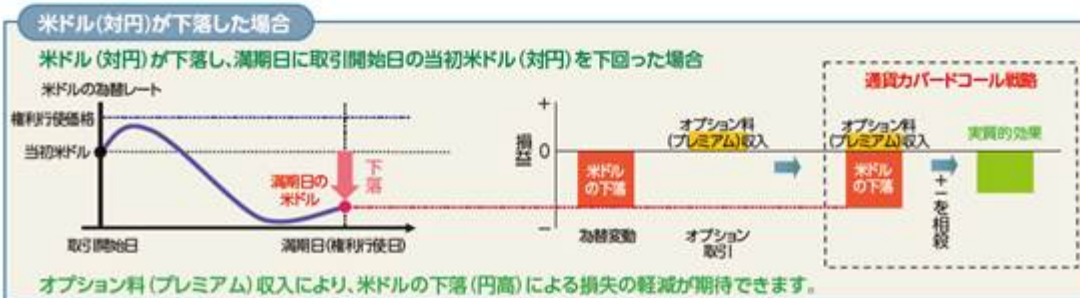 米ドル(対円)が下落した場合
米ドル(対円)が下落し、満期日に取引開始日の当初米ドル(対円)を下回った場合
米ドルの為替レート
権利行使価格
当初米ドル
満期日の
米ドル
下落
取引開始日
満期日(権利行使日)
損益
+
0
−
米ドル
の下落
為替変動
オプション料
(プレミアム)収入
オプション
取引
通貨カバードコール戦略
オプション料
(プレミアム)収入
米ドル
の下落
+−を相殺
実質的効果
オプション料(プレミアム)収入により、米ドルの下落(円高)による損失の軽減が期待できます。